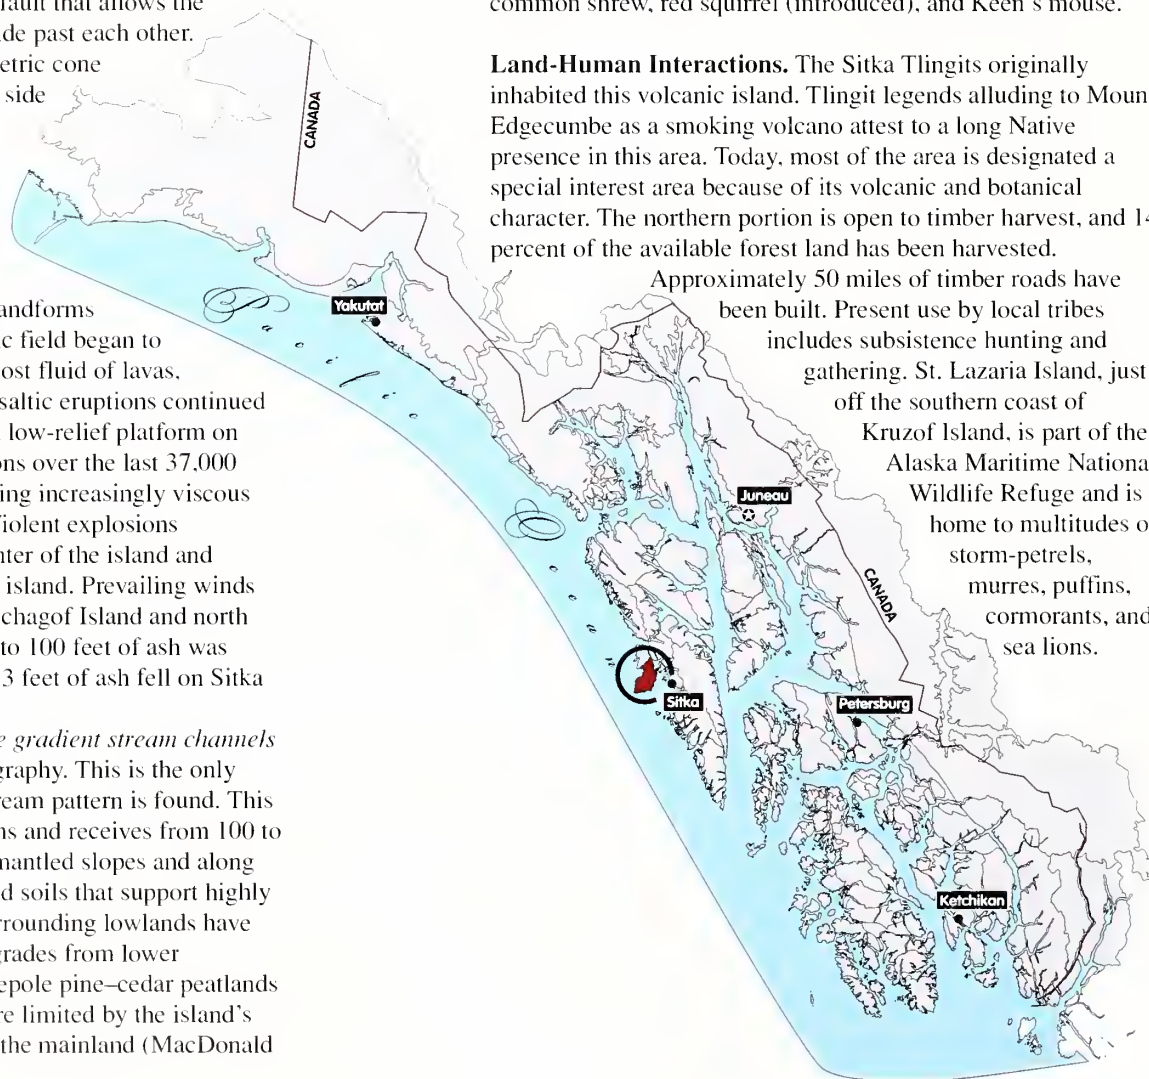 fault that allows the
de past each other.
etric cone
side
andforms
c field began to
ost fluid of lavas,
saltic eruptions continued
low-relief platform on
ons over the last 37,000
ing increasingly viscous
violent explosions
nter of the island and
island. Prevailing winds
chagof Island and north
to 100 feet of ash was
3 feet of ash fell on Sitka
e gradient stream channels
graphy. This is the only
ream pattern is found. This
ns and receives from 100 to
mantled slopes and along
d soils that support highly
rrounding lowlands have
grades from lower
epole pine–cedar peatlands
re limited by the island's
the mainland (MacDonald
common shrew, red squirrel (introduced), and Keen's mouse.
Land-Human Interactions. The Sitka Tlingits originally
inhabited this volcanic island. Tlingit legends alluding to Moun
Edgecumbe as a smoking volcano attest to a long Native
presence in this area. Today, most of the area is designated a
special interest area because of its volcanic and botanical
character. The northern portion is open to timber harvest, and 14
percent of the available forest land has been harvested.
Approximately 50 miles of timber roads have
been built. Present use by local tribes
includes subsistence hunting and
gathering. St. Lazaria Island, just
off the southern coast of
Kruzof Island, is part of the
Alaska Maritime Nationa
Wildlife Refuge and is
home to multitudes o
storm-petrels,
murres, puffins,
cormorants, and
sea lions.
CANADA
Yakutat
Pacific
Juneau
Ocean
CANADA
Sitka
Petersburg
Ketchikan